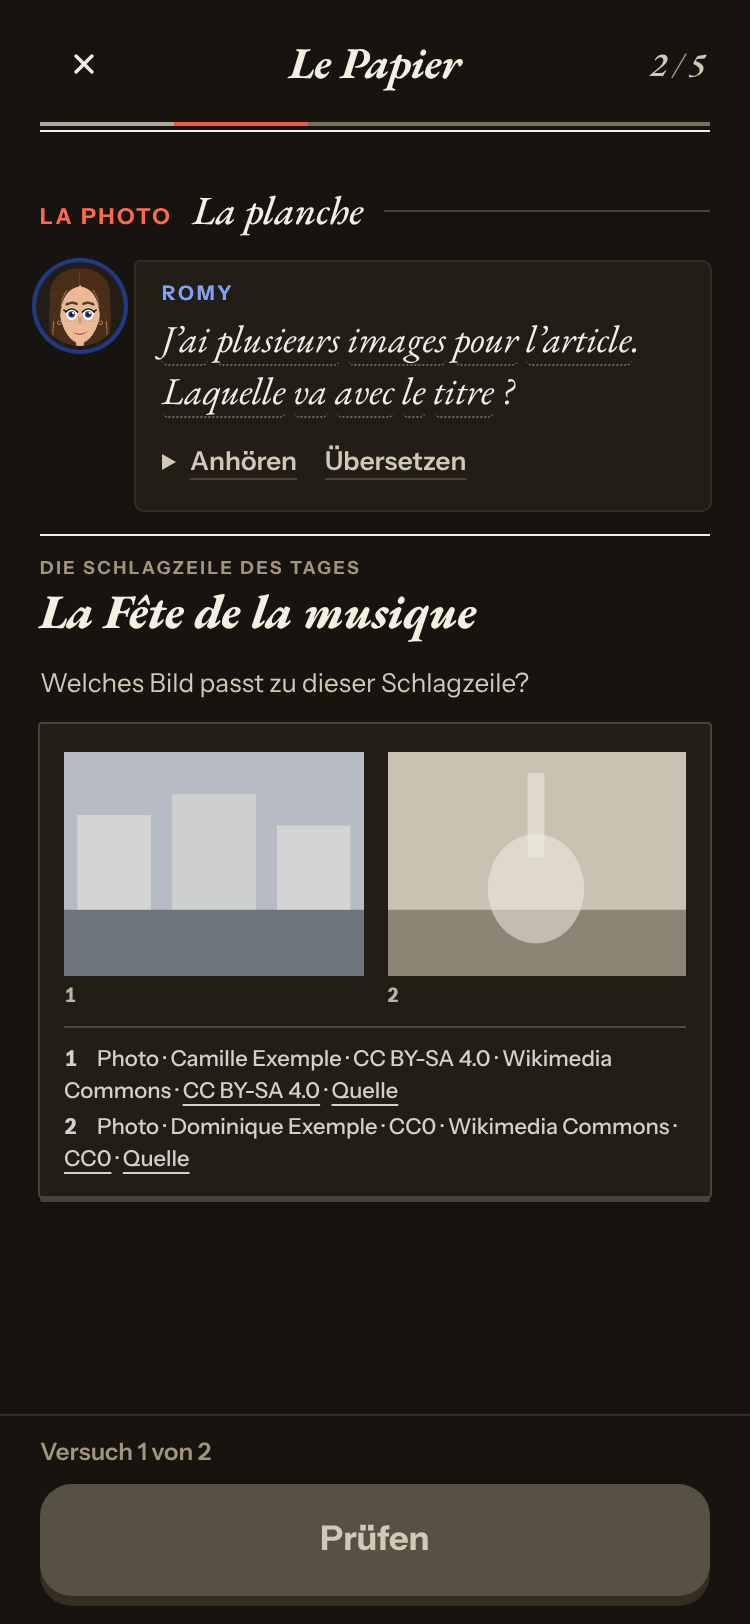 Le Papier
2 / 5
LA PHOTO La planche
ROMY
J’ai plusieurs images pour l’article.
Laquelle va avec le titre ?
Anhören Übersetzen
DIE SCHLAGZEILE DES TAGES
La Fête de la musique
Welches Bild passt zu dieser Schlagzeile?
1 2
1 Photo · Camille Exemple · CC BY-SA 4.0 · Wikimedia
Commons · CC BY-SA 4.0 · Quelle
2 Photo · Dominique Exemple · CC0 · Wikimedia Commons ·
CC0 · Quelle
Versuch 1 von 2
Prüfen